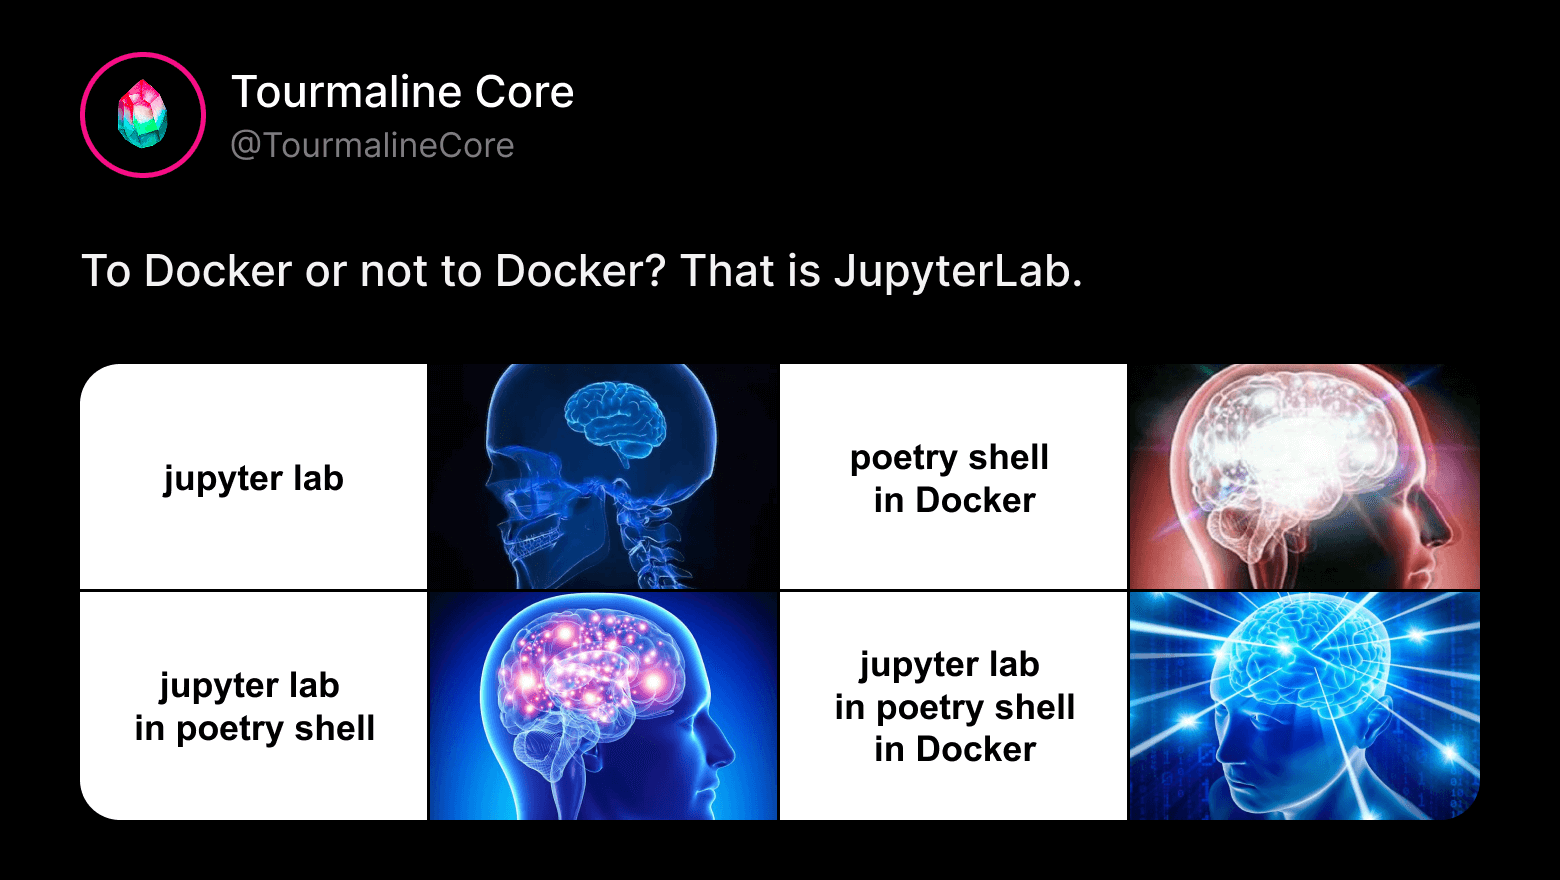 Tourmaline Core
@TourmalineCore
To Docker or not to Docker? That is JupyterLab.
jupyter lab
jupyter lab
in poetry shell
poetry shell
in Docker
jupyter lab
in poetry shell
in Docker